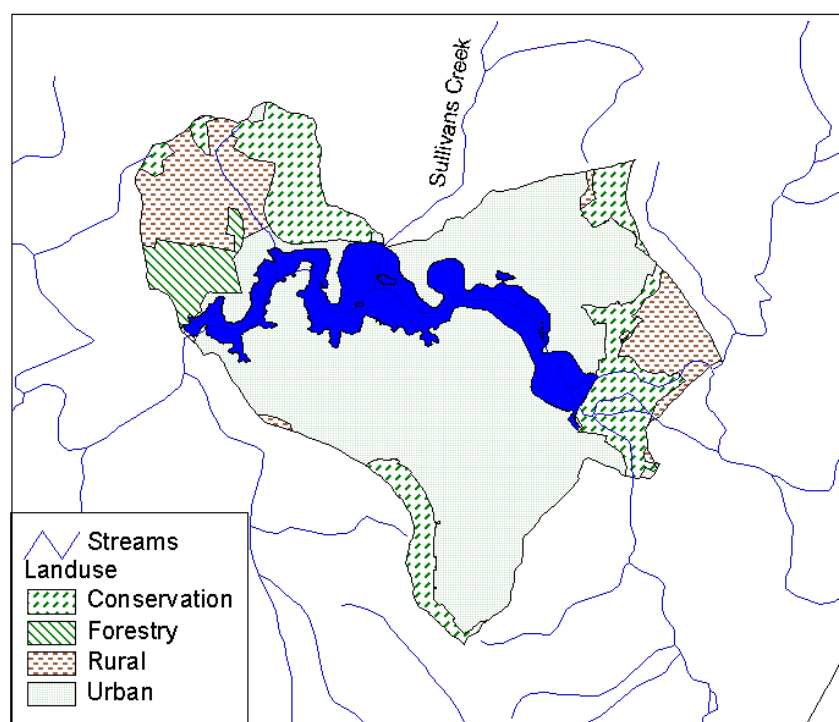 Sullivans Creek
Streams
Landuse
Conservation
Forestry
Rural
Urban